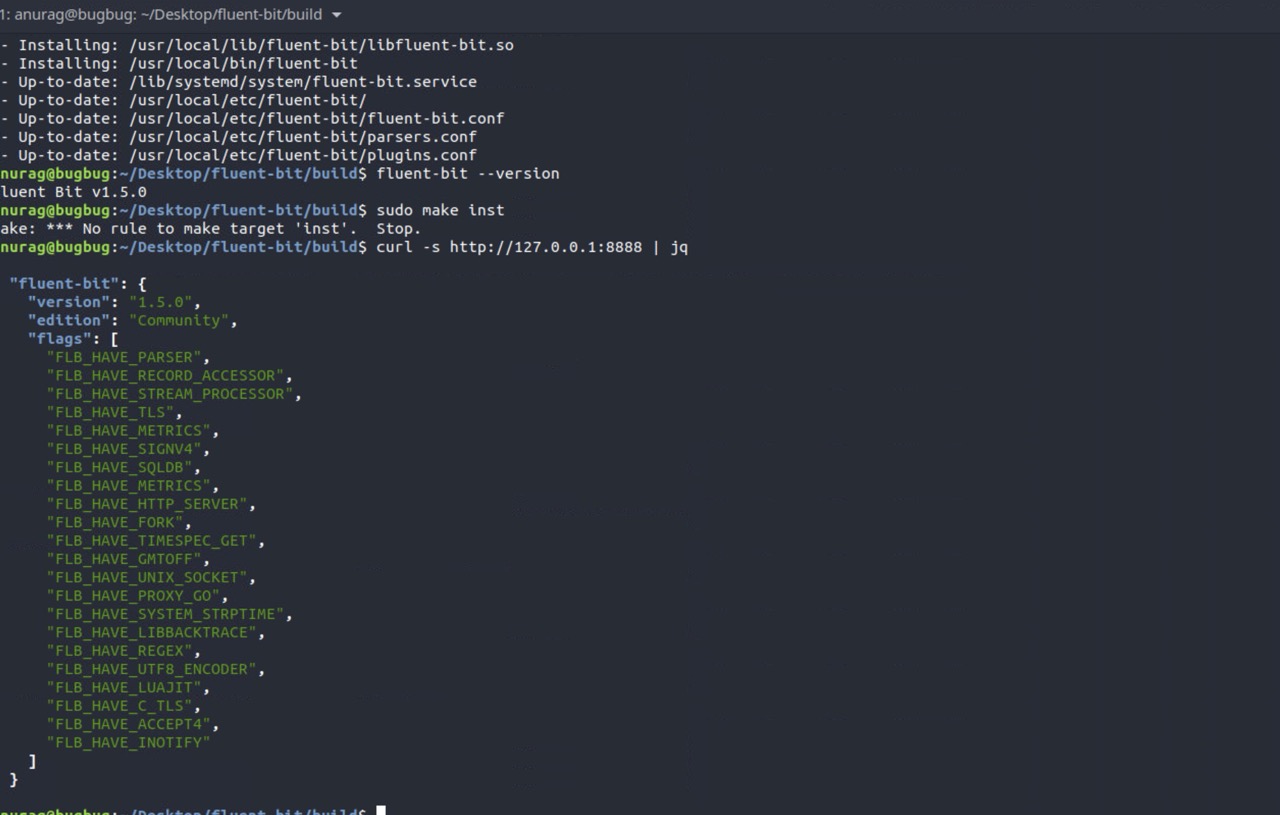 1: anurag@bugbug: ~/Desktop/fluent-bit/build
- Installing: /usr/local/lib/fluent-bit/libfluent-bit.so
- Installing: /usr/local/bin/fluent-bit
- Up-to-date: /lib/systemd/system/fluent-bit.service
- Up-to-date: /usr/local/etc/fluent-bit/
- Up-to-date: /usr/local/etc/fluent-bit/fluent-bit.conf
- Up-to-date: /usr/local/etc/fluent-bit/parsers.conf
- Up-to-date: /usr/local/etc/fluent-bit/plugins.conf
nurag@bugbug:~/Desktop/fluent-bit/build$ fluent-bit --version
luent Bit v1.5.0
nurag@bugbug:~/Desktop/fluent-bit/build$ sudo make inst
ake: *** No rule to make target 'inst'.  Stop.
nurag@bugbug:~/Desktop/fluent-bit/build$ curl -s http://127.0.0.1:8888 | jq
"fluent-bit": {
"version": "1.5.0",
"edition": "Community",
"flags": [
"FLB_HAVE_PARSER",
"FLB_HAVE_RECORD_ACCESSOR",
"FLB_HAVE_STREAM_PROCESSOR",
"FLB_HAVE_TLS",
"FLB_HAVE_METRICS",
"FLB_HAVE_SIGNV4",
"FLB_HAVE_SQLDB",
"FLB_HAVE_METRICS",
"FLB_HAVE_HTTP_SERVER",
"FLB_HAVE_FORK",
"FLB_HAVE_TIMESPEC_GET",
"FLB_HAVE_GMTOFF",
"FLB_HAVE_UNIX_SOCKET",
"FLB_HAVE_PROXY_GO",
"FLB_HAVE_SYSTEM_STRPTIME",
"FLB_HAVE_LIBBACKTRACE",
"FLB_HAVE_REGEX",
"FLB_HAVE_UTF8_ENCODER",
"FLB_HAVE_LUAJIT",
"FLB_HAVE_C_TLS",
"FLB_HAVE_ACCEPT4",
"FLB_HAVE_INOTIFY"
]
}
nurag@bugbug:~/Desktop/fluent-bit/build$